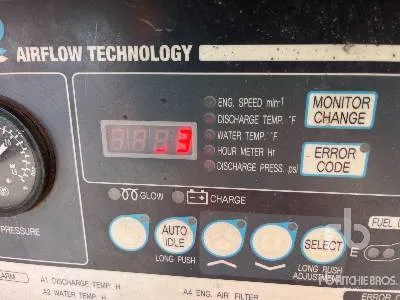 AIRFLOW TECHNOLOGY
ENG. SPEED min-1
DISCHARGE TEMP. °F
WATER TEMP. °F
HOUR METER Hr
DISCHARGE PRESS. psi
MONITOR
CHANGE
ERROR
CODE
3
GLOW
CHARGE
PRESSURE
AUTO
IDLE
SELECT
LONG PUSH
LONG PUSH
ADJUSTMENT
FUEL
E
A1 DISCHARGE TEMP. H
A2 WATER TEMP. H
A4 ENG. AIR FILTER
ERROR
rb
RITCHIE BROS.